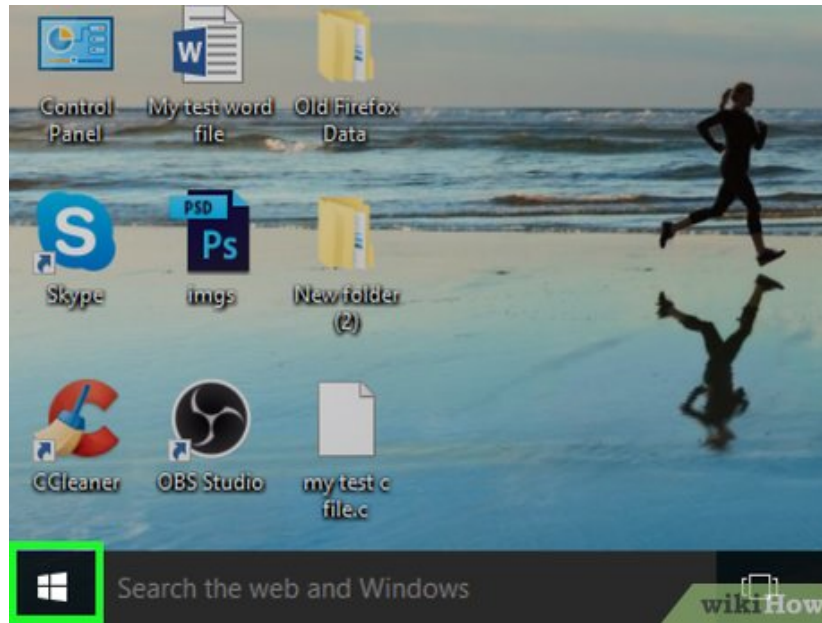 Control
Panel
My test word
file
Old Firefox
Data
Skype
PSD
Ps
imgs
New folder
(2)
CCleaner
OBS Studio
my test c
file.c
Search the web and Windows
wikiHow